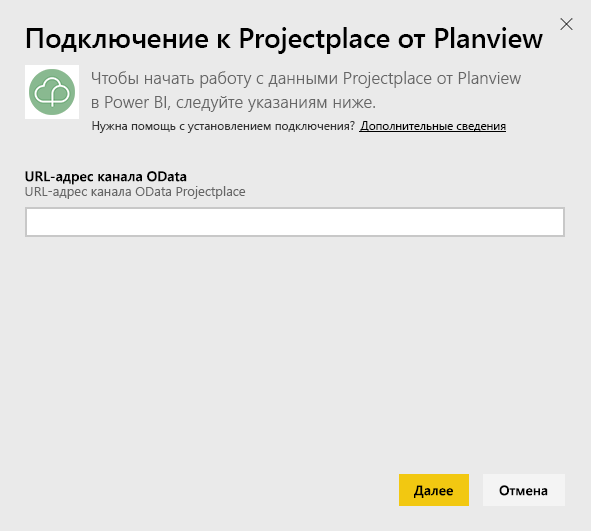 Подключение к Projectplace от Planview
Чтобы начать работу с данными Projectplace от Planview
в Power BI, следуйте указаниям ниже.
Нужна помощь с установлением подключения? Дополнительные сведения
URL-адрес канала OData
URL-адрес канала OData Projectplace
Далее
Отмена